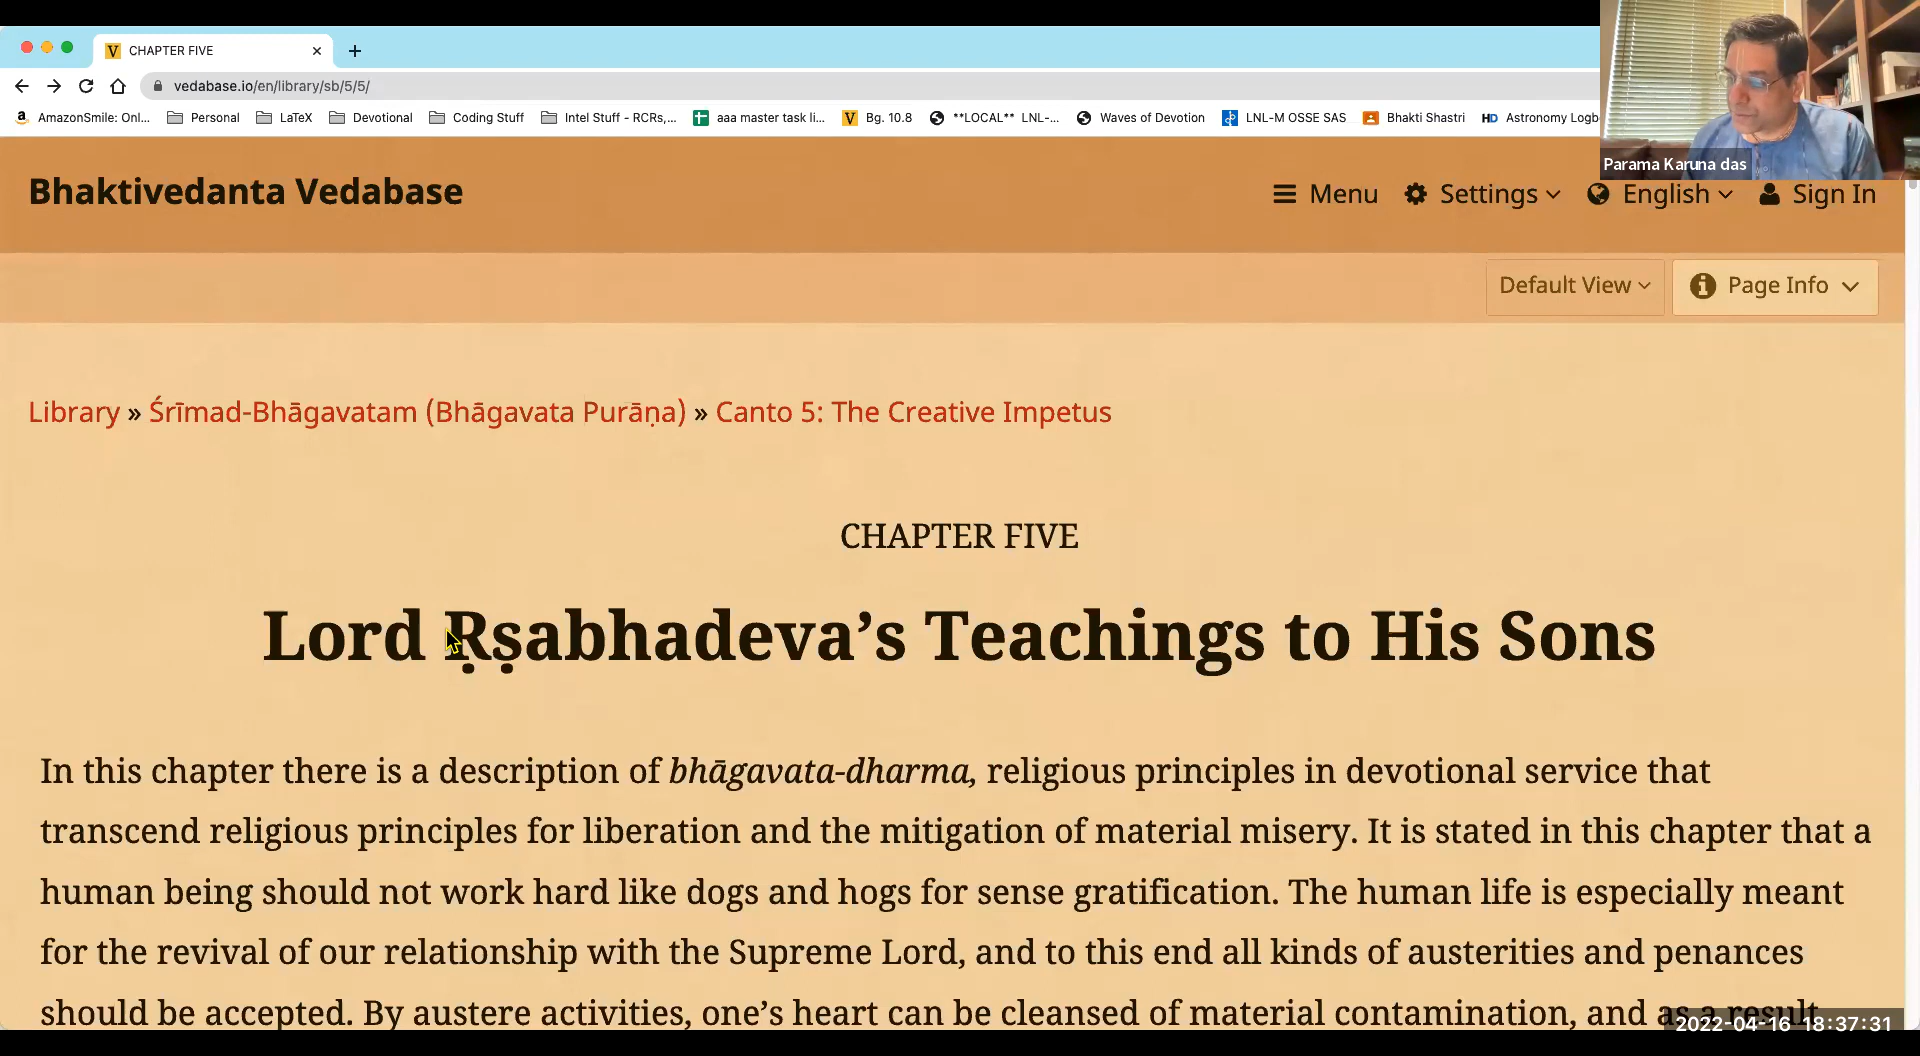 CHAPTER FIVE
vedabase.io/en/library/sb/5/5/
AmazonSmile: Onl... Personal LaTeX Devotional Coding Stuff Intel Stuff - RCRs,... aaa master task li... Bg. 10.8 **LOCAL** LNL-... Waves of Devotion LNL-M OSSE SAS Bhakti Shastri Astronomy Logb
Parama Karuna das
Bhaktivedanta Vedabase Menu Settings English Sign In
Default View Page Info
Library » Śrīmad-Bhāgavatam (Bhāgavata Purāṇa) » Canto 5: The Creative Impetus
CHAPTER FIVE
Lord Ṛṣabhadeva’s Teachings to His Sons
In this chapter there is a description of bhāgavata-dharma, religious principles in devotional service that
transcend religious principles for liberation and the mitigation of material misery. It is stated in this chapter that a
human being should not work hard like dogs and hogs for sense gratification. The human life is especially meant
for the revival of our relationship with the Supreme Lord, and to this end all kinds of austerities and penances
should be accepted. By austere activities, one’s heart can be cleansed of material contamination, and as a result
2022-04-16 18:37:31